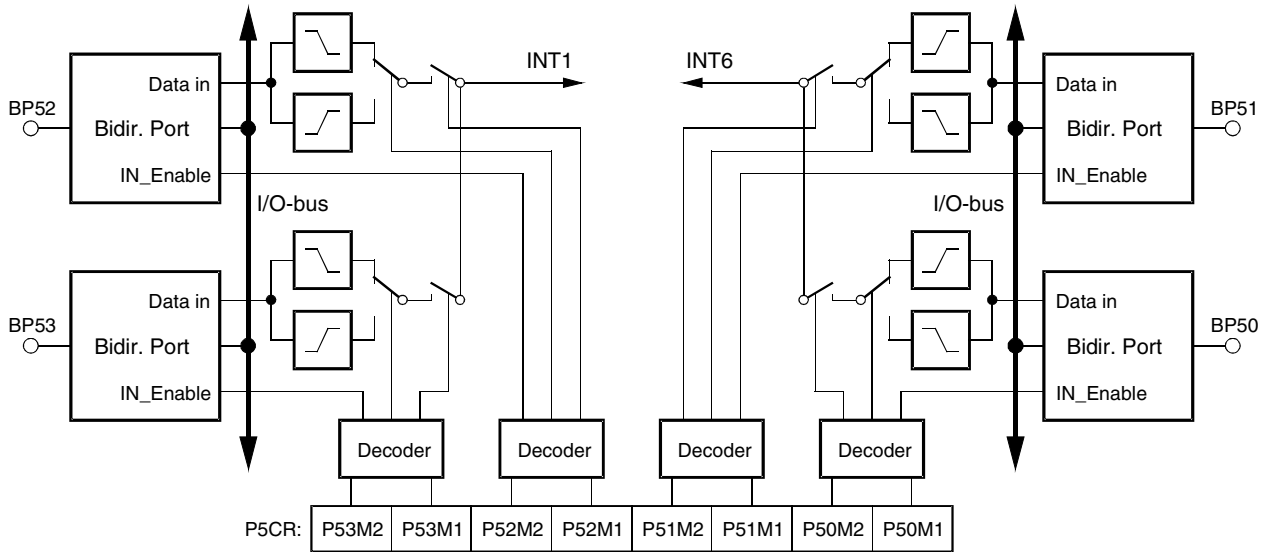 INT1
INT6
Data in
Data in
BP52
BP51
Bidir. Port
Bidir. Port
IN_Enable
IN_Enable
I/O-bus
I/O-bus
Data in
Data in
BP53
BP50
Bidir. Port
Bidir. Port
IN_Enable
IN_Enable
Decoder
Decoder
Decoder
Decoder
P5CR: P53M2 P53M1 P52M2 P52M1 P51M2 P51M1 P50M2 P50M1